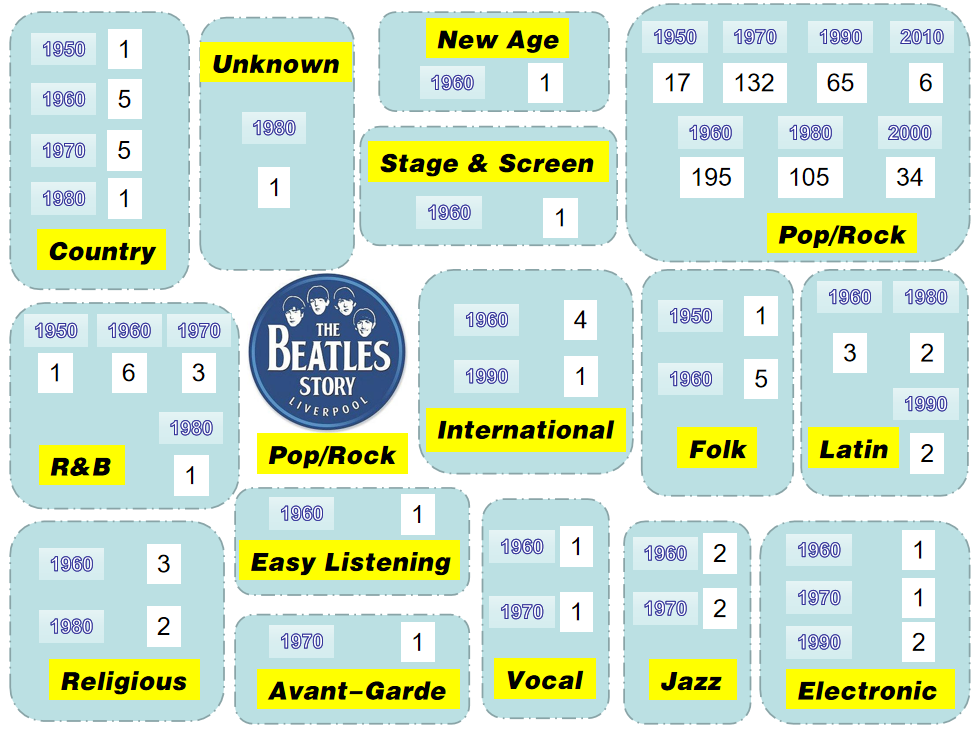 1950 1
1960 5
1970 5
1980 1
Country
Unknown
1980
1
New Age
1960 1
Stage & Screen
1960 1
1950 1970 1990 2010
17 132 65 6
1960 1980 2000
195 105 34
Pop/Rock
1950 1960 1970
1 6 3
1980
R&B 1
THE
BEATLES
STORY
LIVERPOOL
Pop/Rock
1960 4
1990 1
International
1950 1
1960 5
Folk
1960 1980
3 2
1990
Latin 2
1960 3
1980 2
Religious
1960 1
Easy Listening
1970 1
Avant-Garde
1960 1
1970 1
Vocal
1960 2
1970 2
Jazz
1960 1
1970 1
1990 2
Electronic